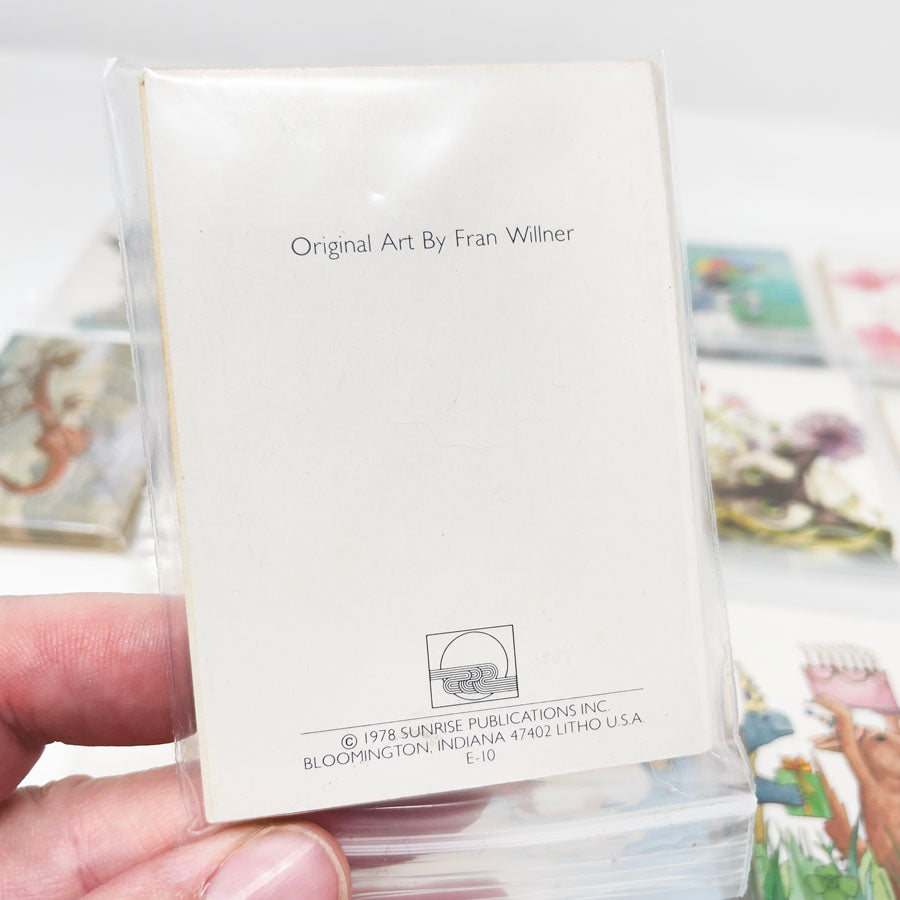 Original Art By Fran Willner
© 1978 SUNRISE PUBLICATIONS INC.
BLOOMINGTON, INDIANA 47402 LITHO U.S.A.
E-10